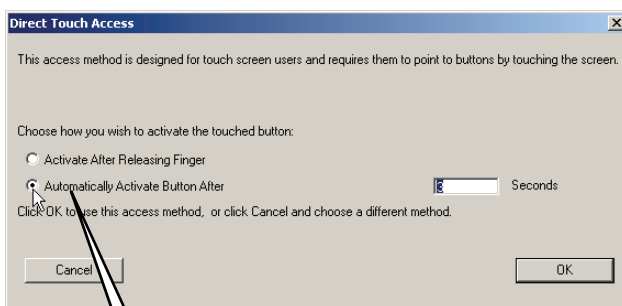 Direct Touch Access
This access method is designed for touch screen users and requires them to point to buttons by touching the screen.
Choose how you wish to activate the touched button:
Activate After Releasing Finger
Automatically Activate Button After 3 Seconds
Click OK to use this access method, or click Cancel and choose a different method.
Cancel OK